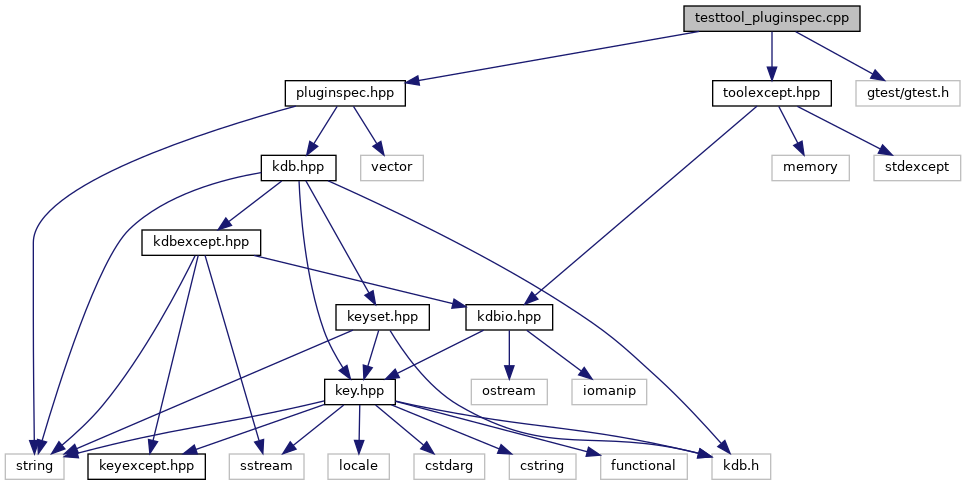 testtool_pluginspec.cpp
pluginspec.hpp
toolexcept.hpp
gtest/gtest.h
kdb.hpp
vector
memory
stdexcept
kdbexcept.hpp
keyset.hpp
kdbio.hpp
key.hpp
ostream
iomanip
string
keyexcept.hpp
sstream
locale
cstdarg
cstring
functional
kdb.h